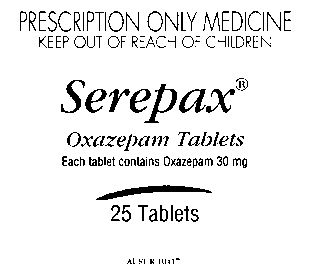 PRESCRIPTION ONLY MEDICINE
KEEP OUT OF REACH OF CHILDREN
Serepax®
Oxazepam Tablets
Each tablet contains Oxazepam 30 mg
25 Tablets